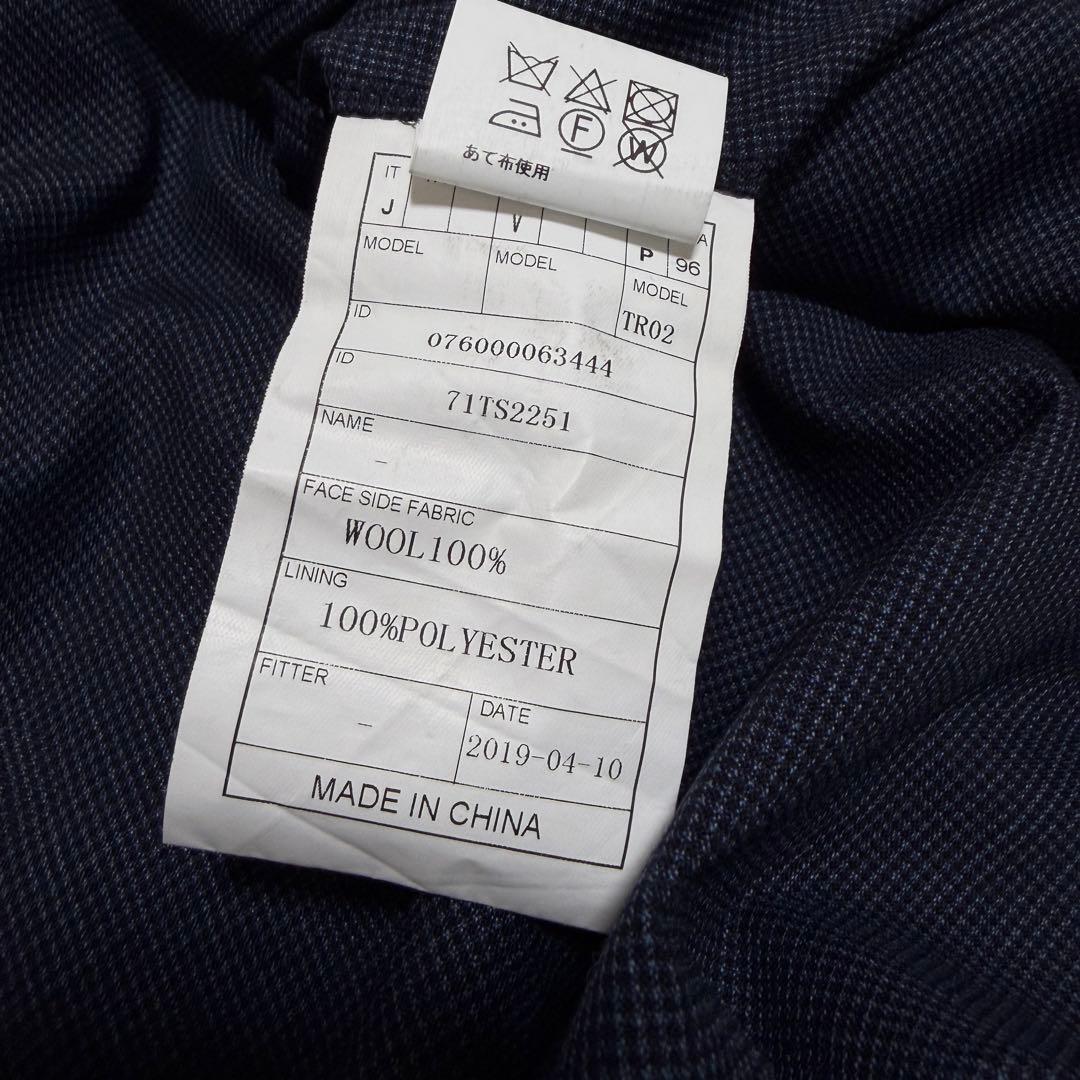 F
W
あて布使用
IT
J V P 96
MODEL MODEL MODEL
TR02
ID
076000063444
ID
71TS2251
NAME
–
FACE SIDE FABRIC
WOOL100%
LINING
100%POLYESTER
FITTER
–
DATE
2019-04-10
MADE IN CHINA